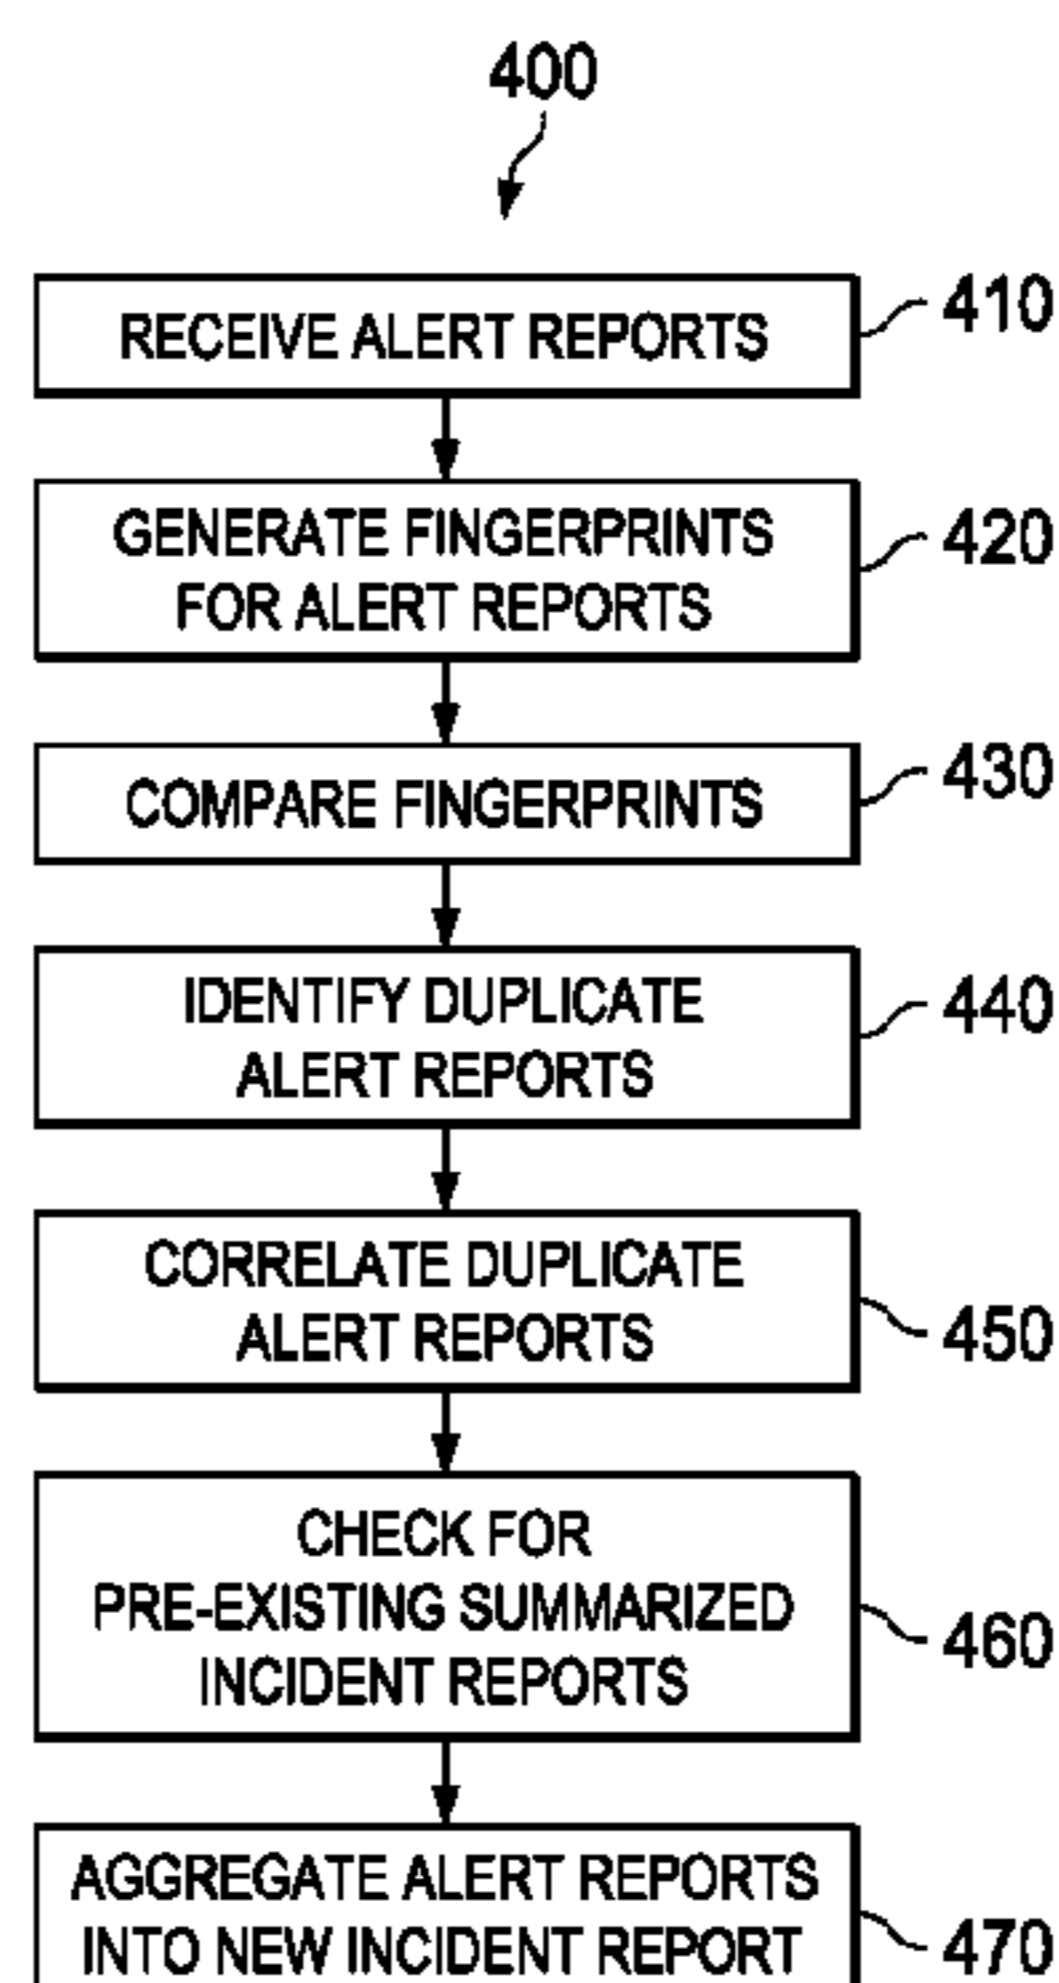 400
RECEIVE ALERT REPORTS
410
GENERATE FINGERPRINTS
FOR ALERT REPORTS
420
COMPARE FINGERPRINTS
430
IDENTIFY DUPLICATE
ALERT REPORTS
440
CORRELATE DUPLICATE
ALERT REPORTS
450
CHECK FOR
PRE-EXISTING SUMMARIZED
INCIDENT REPORTS
460
AGGREGATE ALERT REPORTS
INTO NEW INCIDENT REPORT
470